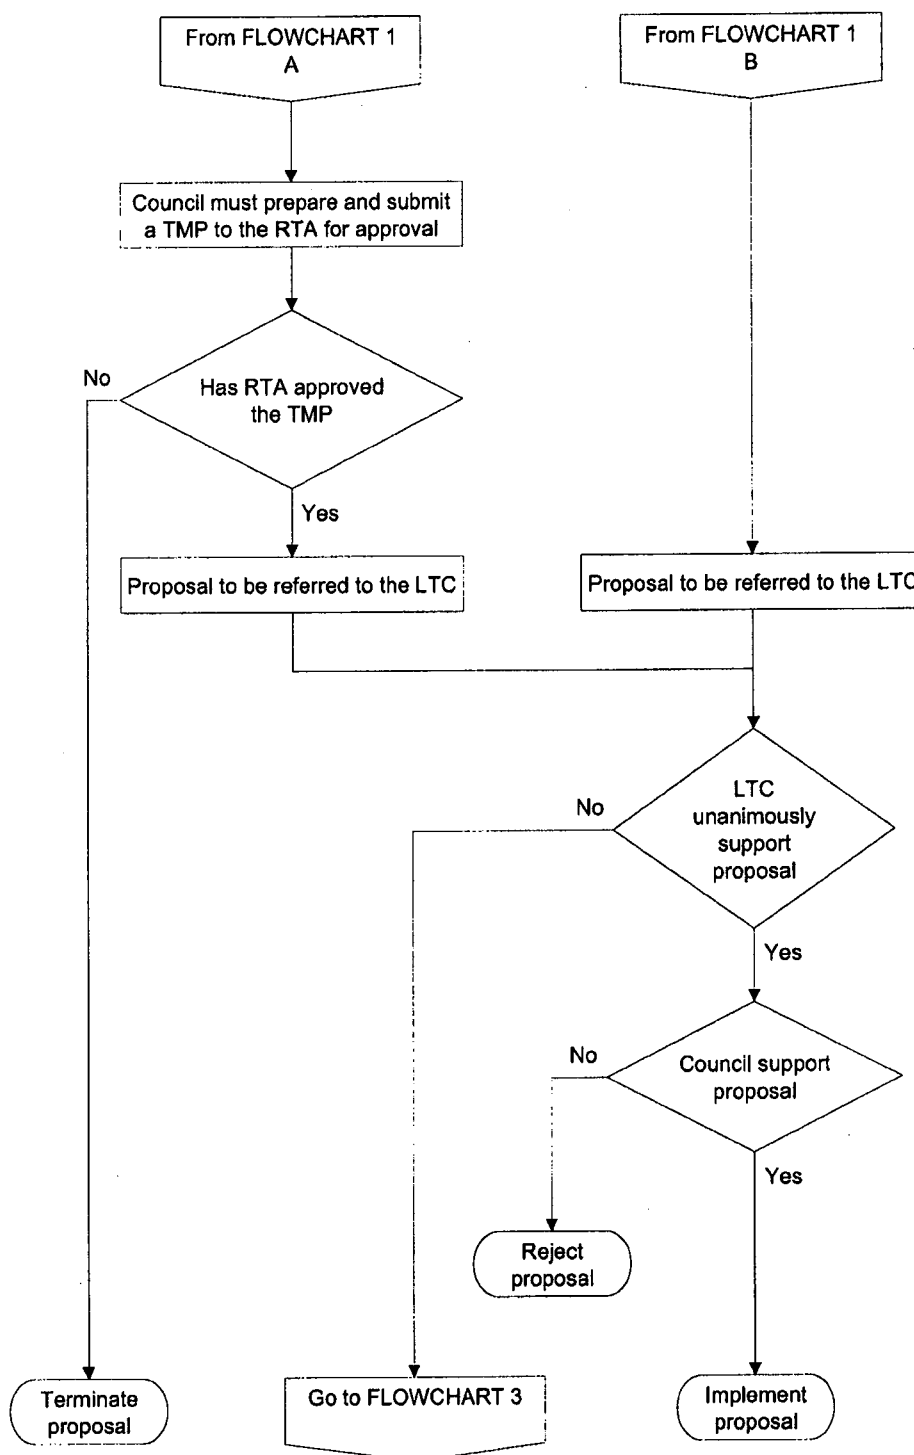 From FLOWCHART 1
A
From FLOWCHART 1
B
Council must prepare and submit
a TMP to the RTA for approval
No
Has RTA approved
the TMP
Yes
Proposal to be referred to the LTC
Proposal to be referred to the LTC
No
LTC
unanimously
support
proposal
Yes
No
Council support
proposal
Yes
Reject
proposal
Terminate
proposal
Go to FLOWCHART 3
Implement
proposal